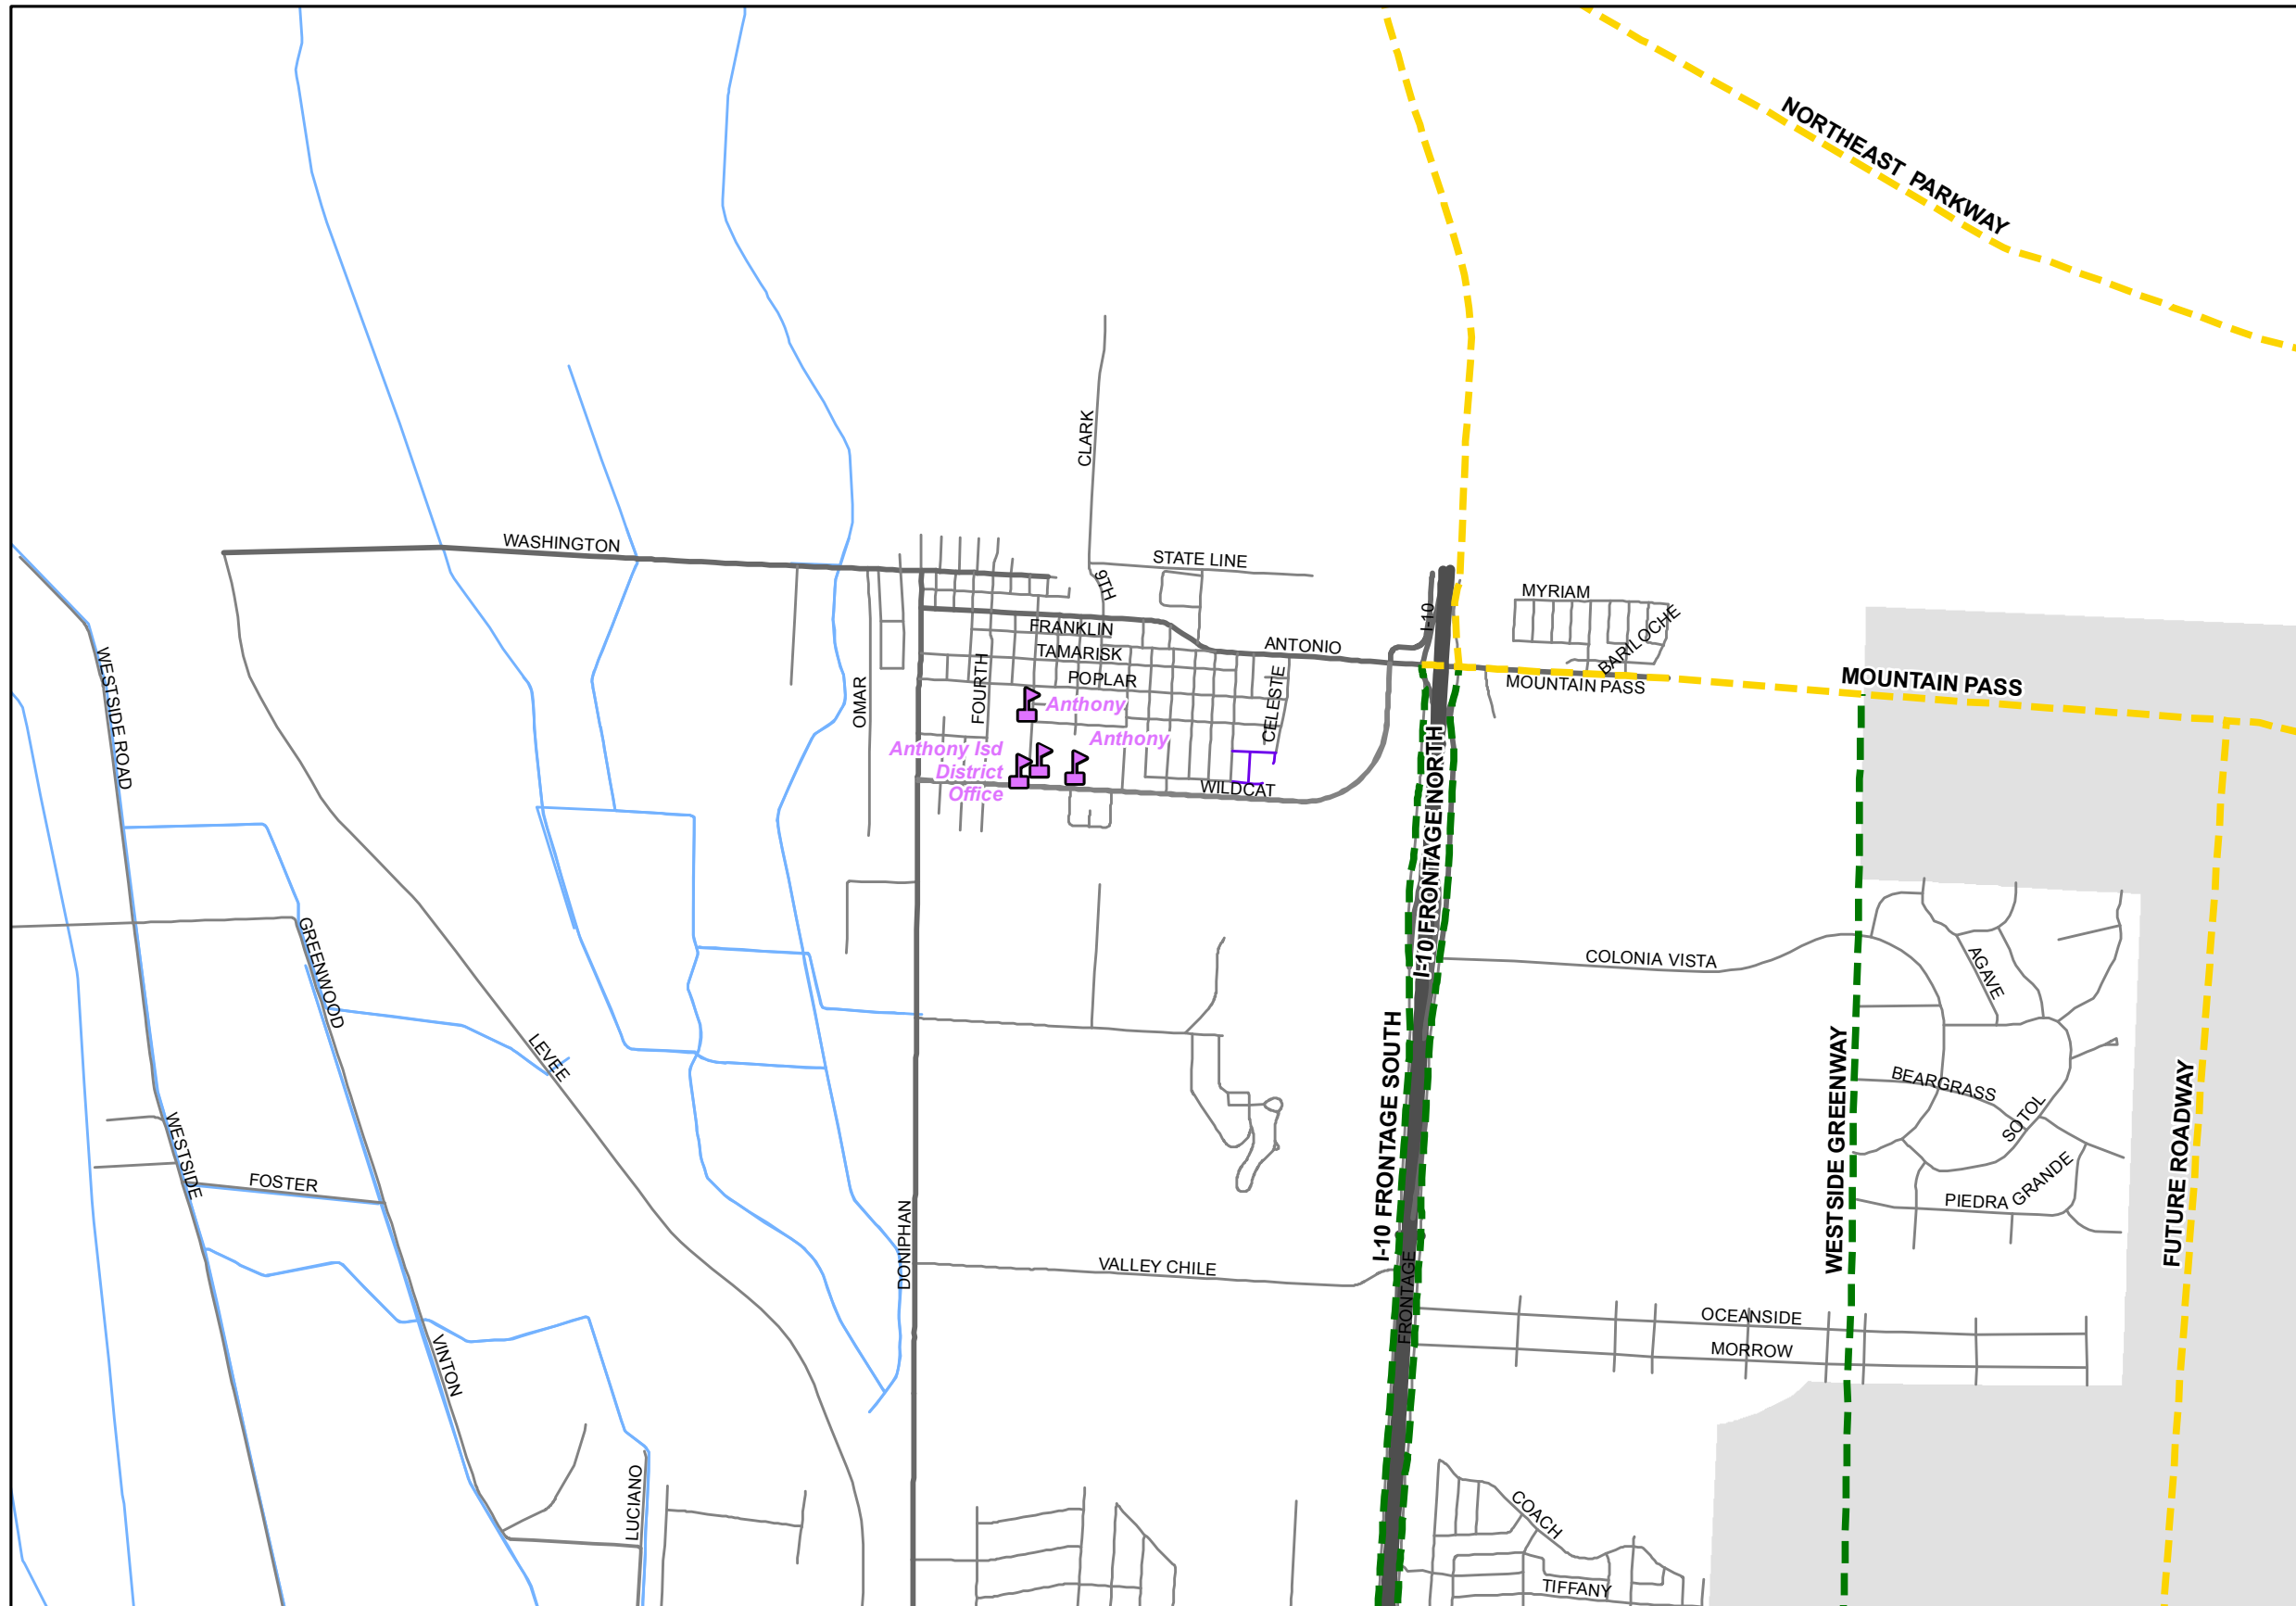 NORTHEAST PARKWAY
CLARK
WASHINGTON
STATE LINE
9TH
I-10
MYRIAM
BARILOCHE
FRANKLIN
ANTONIO
TAMARISK
POPLAR
FOURTH
OMAR
CELESTE
MOUNTAIN PASS
MOUNTAIN PASS
WESTSIDE ROAD
Anthony
Anthony
Anthony Isd
District
Office
WILDCAT
I-10 FRONTAGE NORTH
GREENWOOD
COLONIA VISTA
AGAVE
LEVEE
I-10 FRONTAGE SOUTH
WESTSIDE GREENWAY
BEARGRASS
SOTOL
FUTURE ROADWAY
WESTSIDE
FOSTER
PIEDRA GRANDE
DONIPHAN
VALLEY CHILE
FRONTAGE
OCEANSIDE
MORROW
VINTON
LUCIANO
COACH
TIFFANY